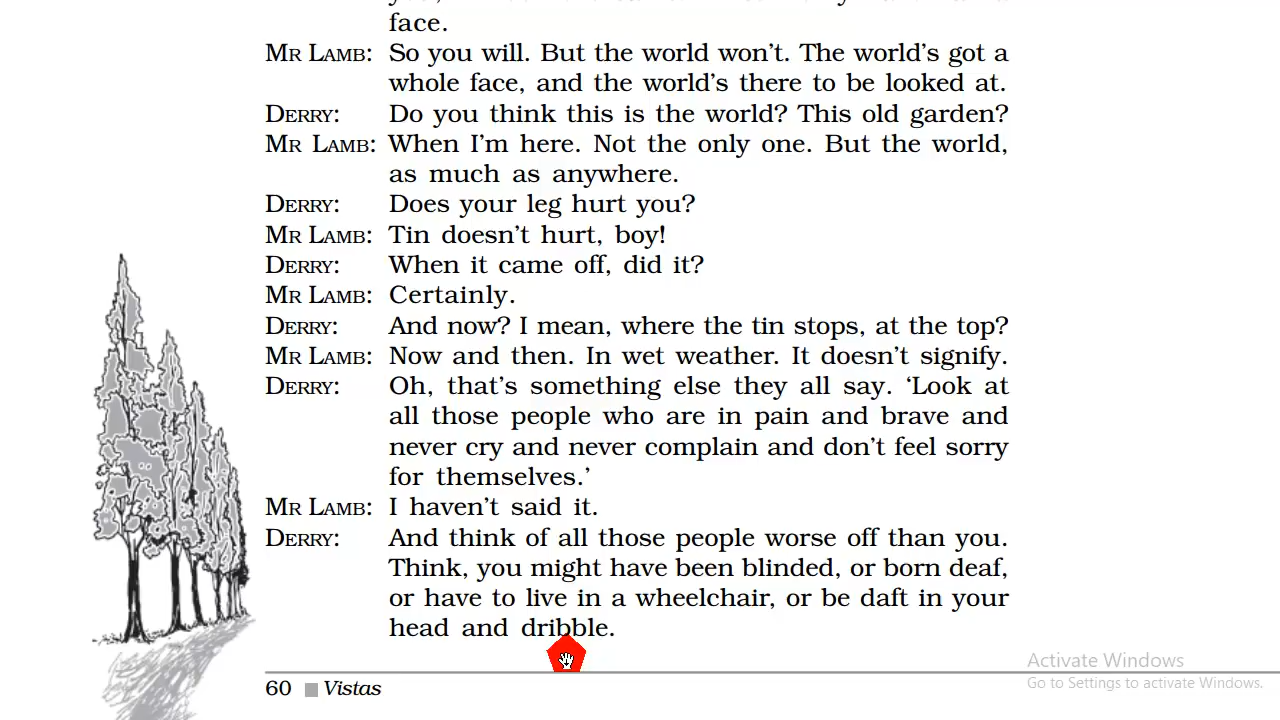 face.
MR LAMB: So you will. But the world won't. The world's got a
whole face, and the world's there to be looked at.
DERRY: Do you think this is the world? This old garden?
MR LAMB: When I'm here. Not the only one. But the world,
as much as anywhere.
DERRY: Does your leg hurt you?
MR LAMB: Tin doesn't hurt, boy!
DERRY: When it came off, did it?
MR LAMB: Certainly.
DERRY: And now? I mean, where the tin stops, at the top?
MR LAMB: Now and then. In wet weather. It doesn't signify.
DERRY: Oh, that's something else they all say. ‘Look at
all those people who are in pain and brave and
never cry and never complain and don't feel sorry
for themselves.’
MR LAMB: I haven't said it.
DERRY: And think of all those people worse off than you.
Think, you might have been blinded, or born deaf,
or have to live in a wheelchair, or be daft in your
head and dribble.
60 Vistas
Activate Windows
Go to Settings to activate Windows.